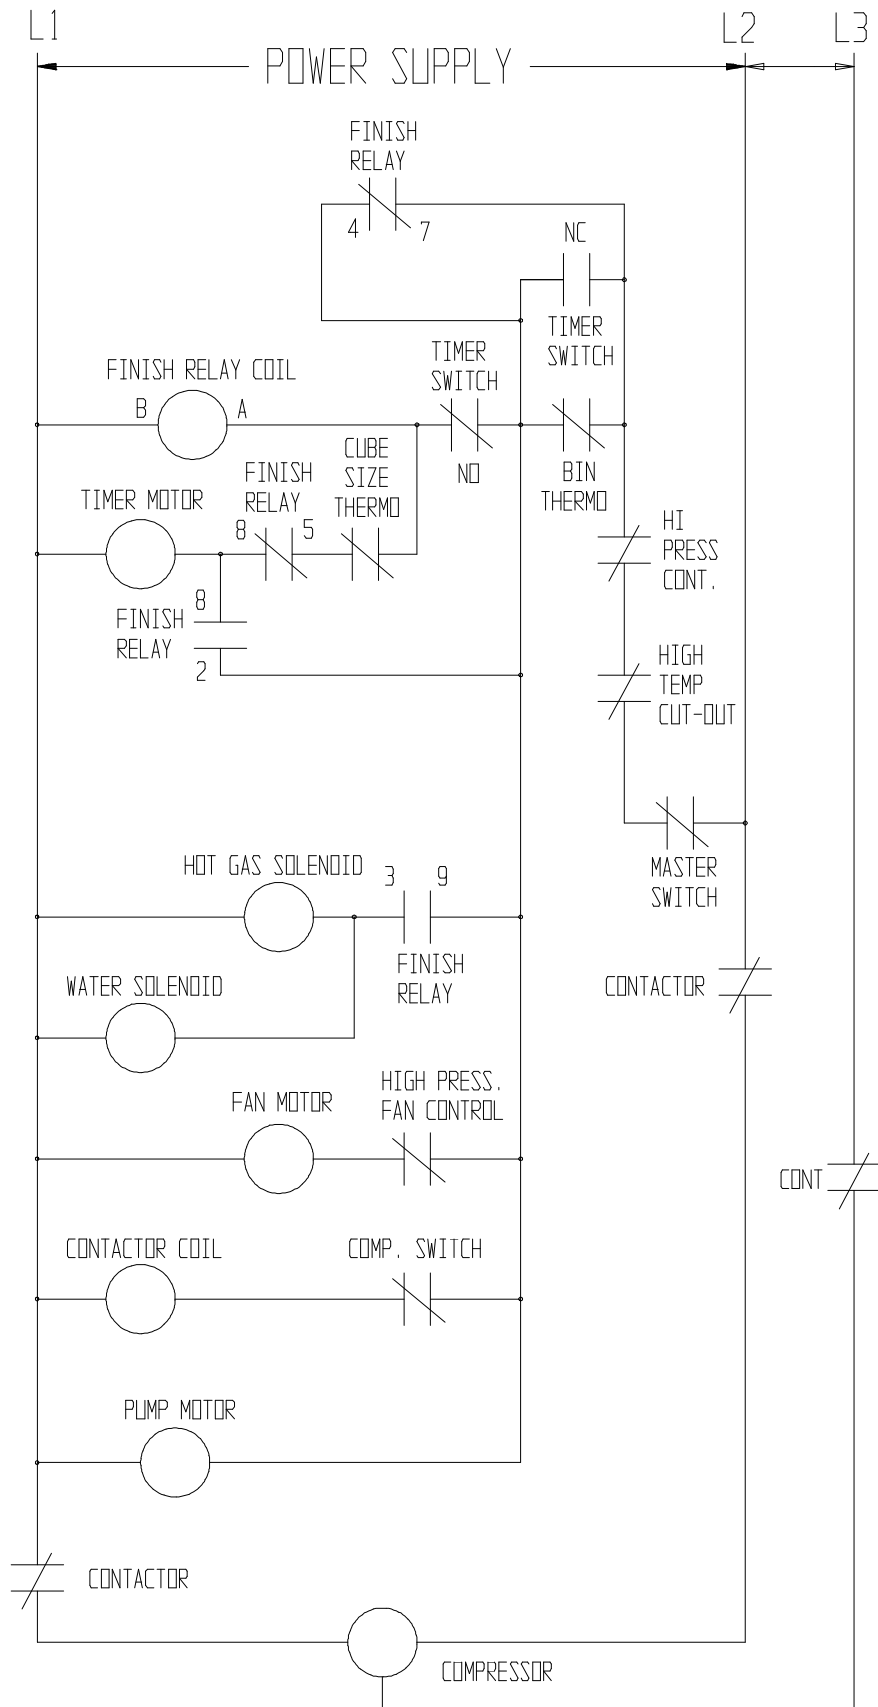 L1
L2
L3
POWER SUPPLY
FINISH
RELAY
4
7
NC
TIMER
SWITCH
TIMER
SWITCH
FINISH RELAY COIL
B
A
NO
BIN
THERMO
CUBE
SIZE
THERMO
FINISH
RELAY
8
5
TIMER MOTOR
HI
PRESS
CONT.
8
FINISH
RELAY
2
HIGH
TEMP
CUT-OUT
MASTER
SWITCH
HOT GAS SOLENOID
3
9
FINISH
RELAY
WATER SOLENOID
CONTACTOR
FAN MOTOR
HIGH PRESS.
FAN CONTROL
CONT
CONTACTOR COIL
COMP. SWITCH
PUMP MOTOR
CONTACTOR
COMPRESSOR